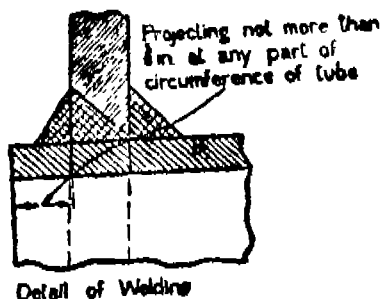 Projecting not more than
in at any part of
circumference of tube
Detail of Welding